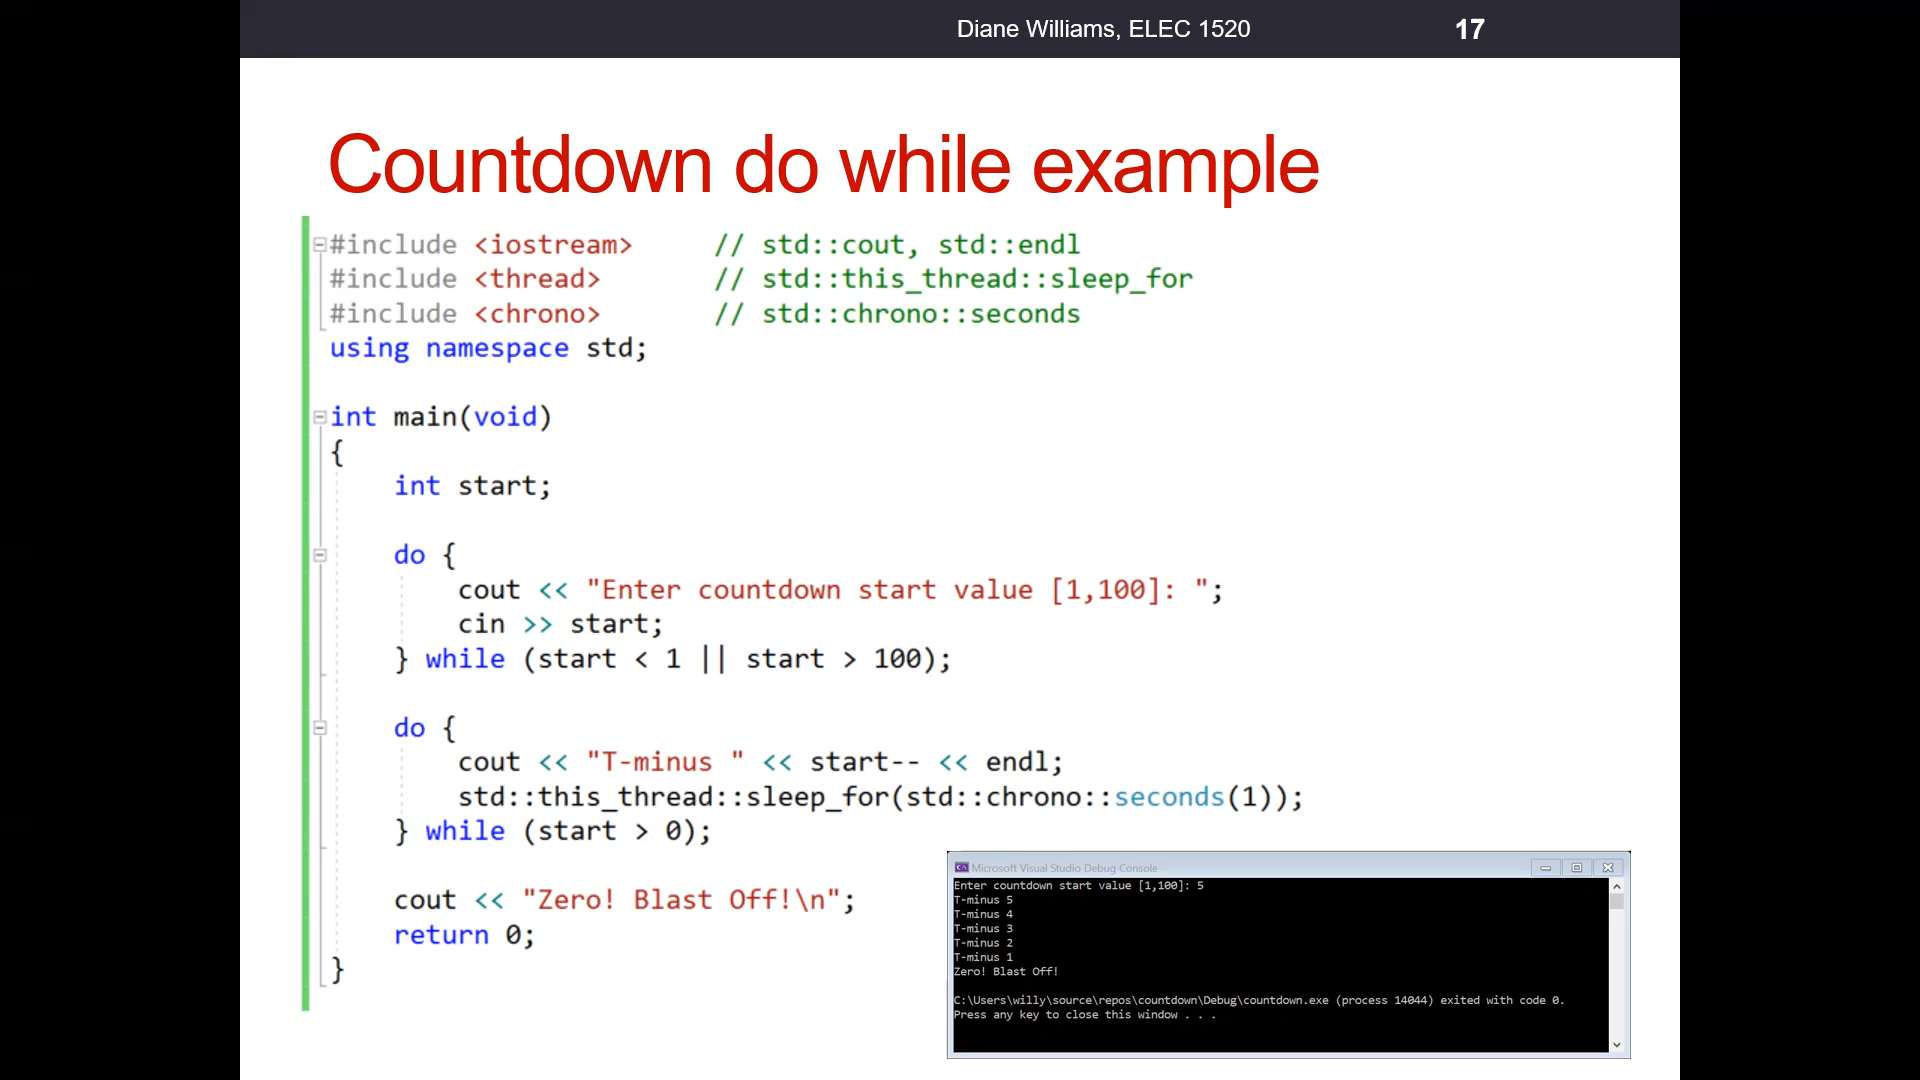 Diane Williams, ELEC 1520 17
Countdown do while example
#include <iostream> // std::cout, std::endl
#include <thread> // std::this_thread::sleep_for
#include <chrono> // std::chrono::seconds
using namespace std;
int main(void)
{
int start;
do {
cout << "Enter countdown start value [1,100]: ";
cin >> start;
} while (start < 1 || start > 100);
do {
cout << "T-minus " << start-- << endl;
std::this_thread::sleep_for(std::chrono::seconds(1));
} while (start > 0);
cout << "Zero! Blast Off!\n";
return 0;
}
Microsoft Visual Studio Debug Console
Enter countdown start value [1,100]: 5
T-minus 5
T-minus 4
T-minus 3
T-minus 2
T-minus 1
Zero! Blast Off!
C:\Users\willy\source\repos\countdown\Debug\countdown.exe (process 14044) exited with code 0.
Press any key to close this window . . .